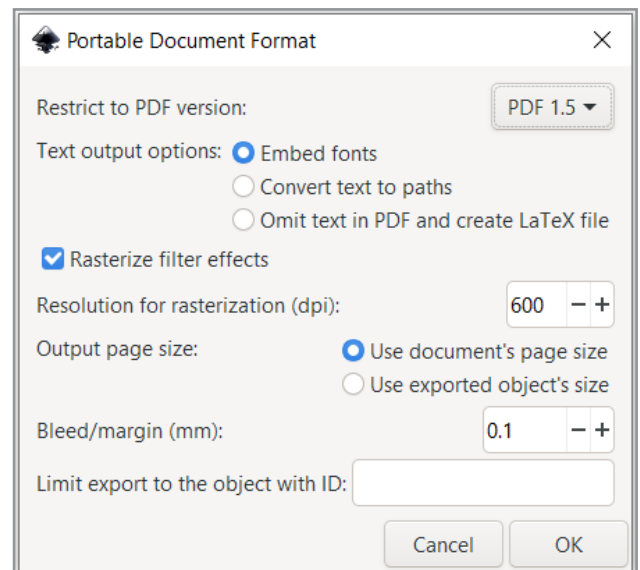 Portable Document Format
Restrict to PDF version: PDF 1.5
Text output options: Embed fonts
Convert text to paths
Omit text in PDF and create LaTeX file
Rasterize filter effects
Resolution for rasterization (dpi): 600 − +
Output page size: Use document's page size
Use exported object's size
Bleed/margin (mm): 0.1 − +
Limit export to the object with ID:
Cancel OK